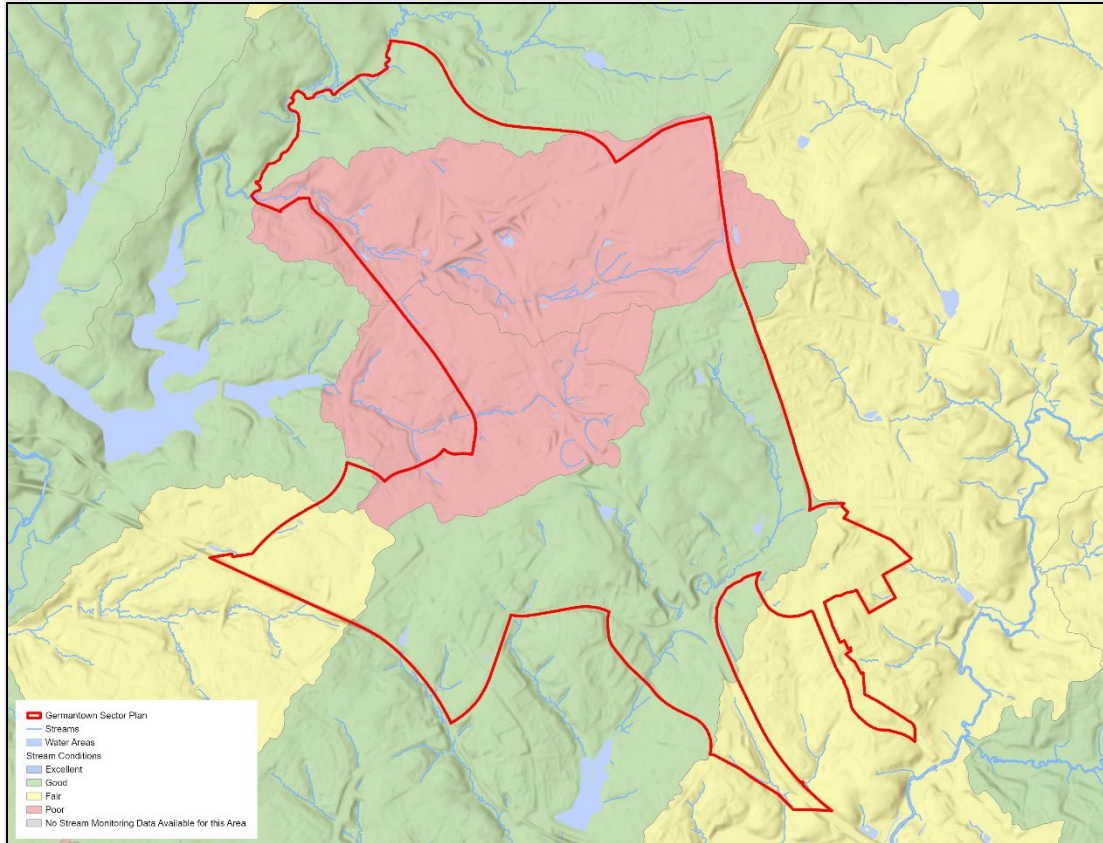 Germantown Sector Plan
Streams
Water Areas
Stream Conditions
Excellent
Good
Fair
Poor
No Stream Monitoring Data Available for this Area